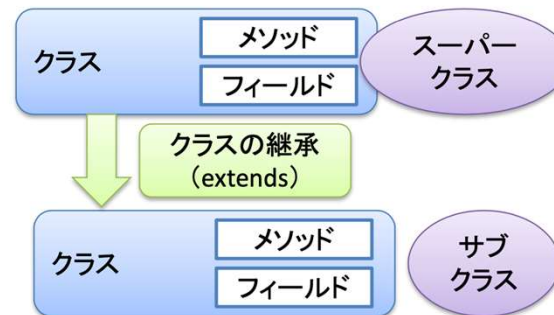 クラス
メソッド
フィールド
スーパー
クラス
クラスの継承
（extends）
クラス
メソッド
フィールド
サブ
クラス